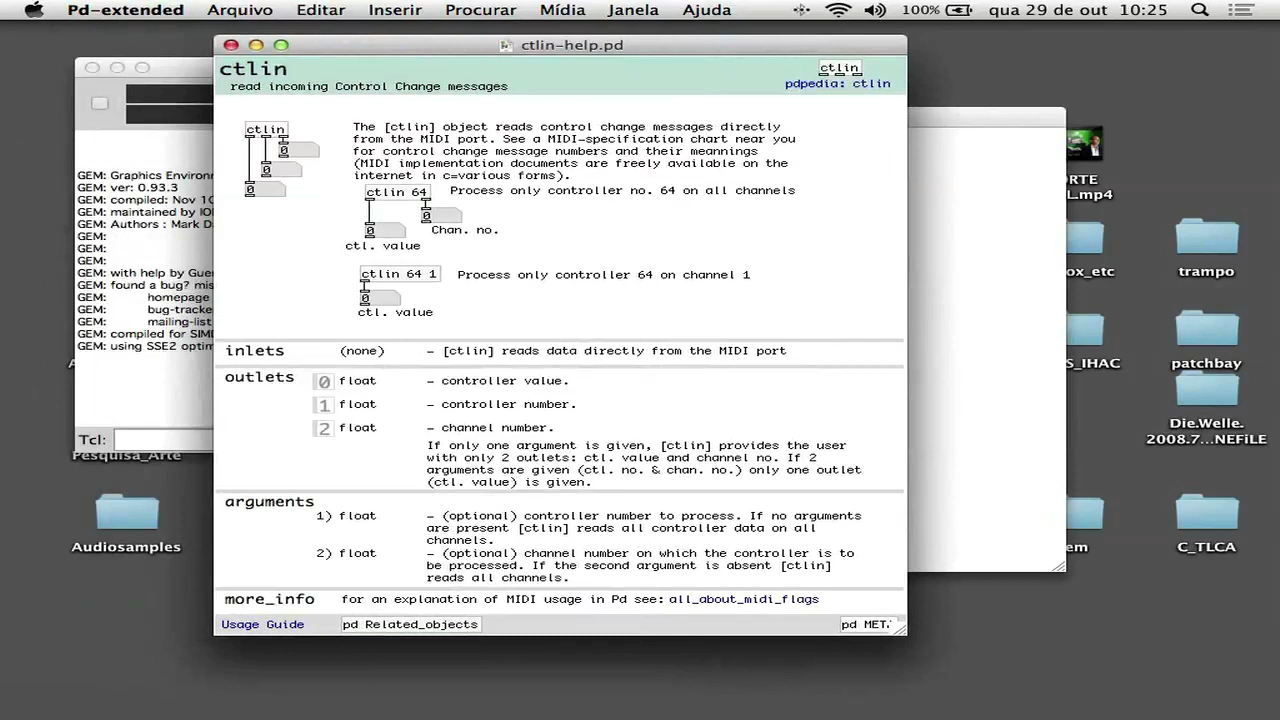 Pd-extended Arquivo Editar Inserir Procurar Mídia Janela Ajuda 100% qua 29 de out 10:25
ctlin-help.pd
ctlin
ctlin
read incoming Control Change messages
pdpedia: ctlin
ctlin
0
0
0
The [ctlin] object reads control change messages directly
from the MIDI port. See a MIDI-specification chart near you
for control change message numbers and their meannings
(MIDI implementation documents are freely available on the
internet in c=various forms).
ctlin 64 Process only controller no. 64 on all channels
0
0 Chan. no.
ctl. value
ctlin 64 1 Process only controller 64 on channel 1
0
ctl. value
inlets (none) - [ctlin] reads data directly from the MIDI port
outlets 0 float - controller value.
1 float - controller number.
2 float - channel number.
If only one argument is given, [ctlin] provides the user
with only 2 outlets: ctl. value and channel no. If 2
arguments are given (ctl. no. & chan. no.) only one outlet
(ctl. value) is given.
arguments
1) float - (optional) controller number to process. If no arguments
are present [ctlin] reads all controller data on all
channels.
2) float - (optional) channel number on which the controller is to
be processed. If the second argument is absent [ctlin]
reads all channels.
more_info for an explanation of MIDI usage in Pd see: all_about_midi_flags
Usage Guide pd Related_objects pd MET
GEM: Graphics Environ
GEM: ver: 0.93.3
GEM: compiled: Nov 10
GEM: maintained by IO
GEM: Authors : Mark D
GEM:
GEM:
GEM:
GEM: with help by Gue
GEM: found a bug? mis
GEM: homepage
GEM: bug-tracke
GEM: mailing-list
GEM: compiled for SIM
GEM: using SSE2 optim
Tcl:
Pesquisa_Arte
Audiosamples
RTE
.mp4
ox_etc
trampo
S_IHAC
patchbay
Die.Welle.
2008.7...NEFiLE
em
C_TLCA